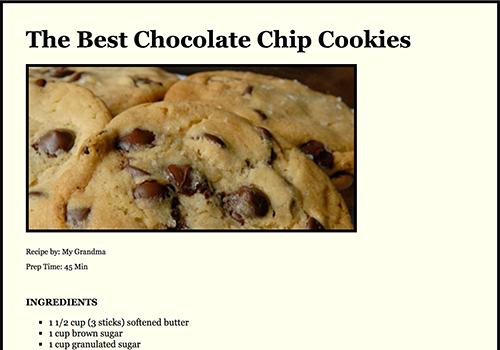 The Best Chocolate Chip Cookies
Recipe by: My Grandma
Prep Time: 45 Min
INGREDIENTS
1 1/2 cup (3 sticks) softened butter
1 cup brown sugar
1 cup granulated sugar